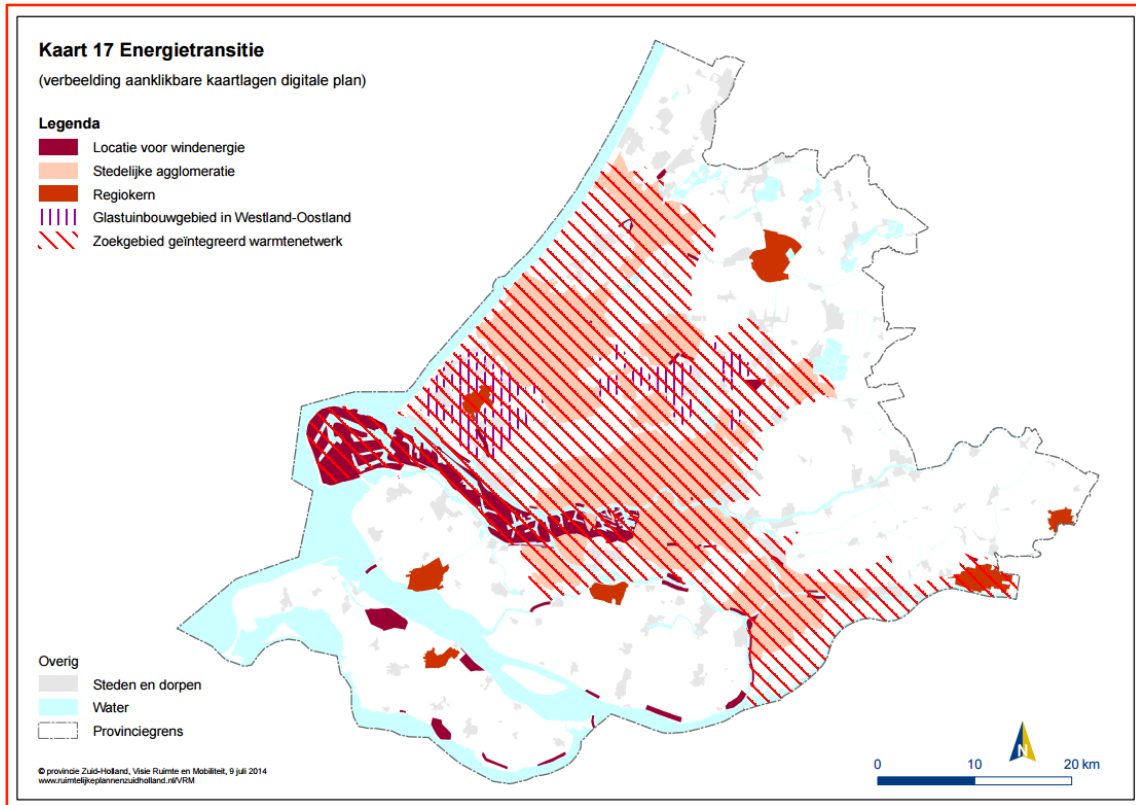 Kaart 17 Energietransitie
(verbeelding aanklikbare kaartlagen digitale plan)
Legenda
Locatie voor windenergie
Stedelijke agglomeratie
Regiokern
Glastuinbouwgebied in Westland-Oostland
Zoekgebied geïntegreerd warmtenetwerk
Overig
Steden en dorpen
Water
Provinciegrens
© provincie Zuid-Holland, Visie Ruimte en Mobiliteit, 9 juli 2014
www.ruimtelijkeplannenzuidholland.nl/VRM
N
0 10 20 km